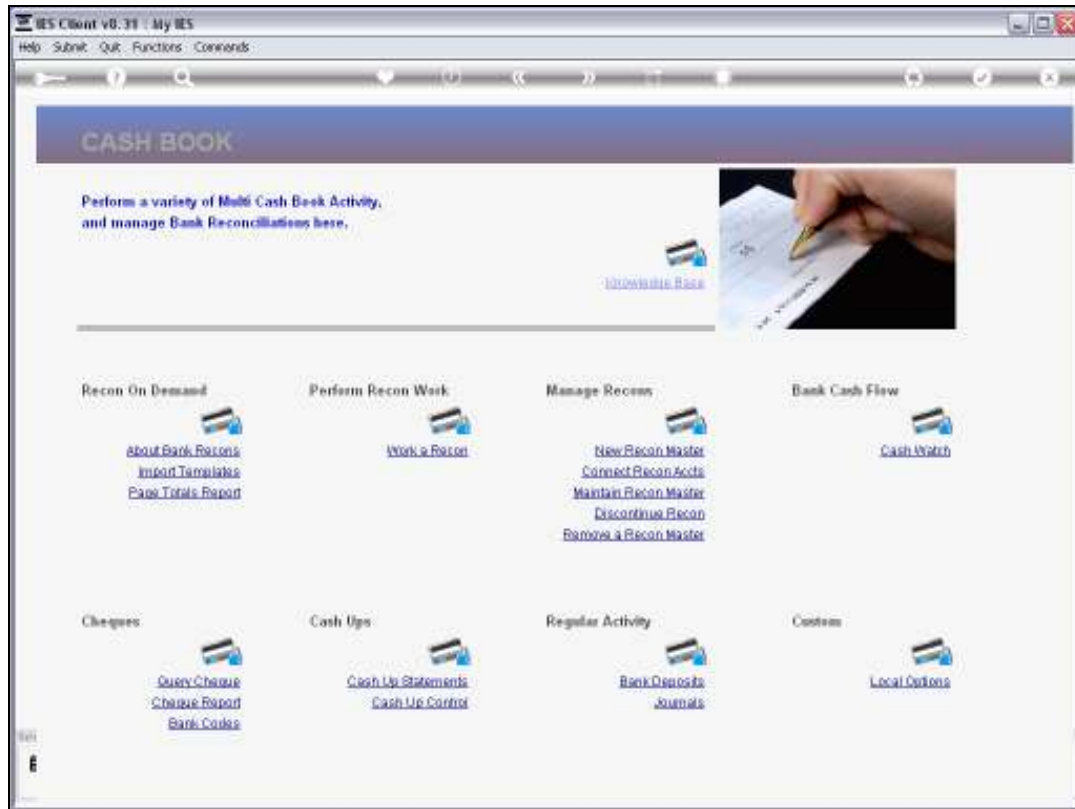 IES Client v8.31 : My IES
Help Submit Quit Functions Commands
CASH BOOK
Perform a variety of Multi Cash Book Activity,
and manage Bank Reconciliations here.
Knowledge Base
Recon On Demand
About Bank Recons
Import Templates
Page Totals Report
Perform Recon Work
Work a Recon
Manage Recons
New Recon Master
Connect Recon Accts
Maintain Recon Master
Discontinue Recon
Remove a Recon Master
Bank Cash Flow
Cash Watch
Cheques
Query Cheque
Cheque Report
Bank Codes
Cash Ups
Cash Up Statements
Cash Up Control
Regular Activity
Bank Deposits
Journals
Custom
Local Options